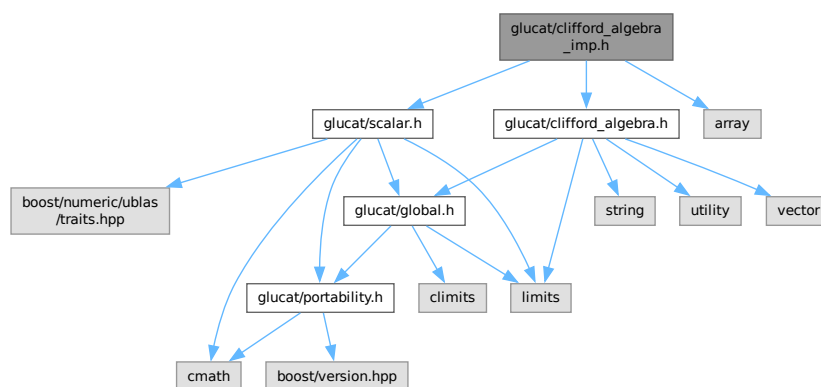 glucat/clifford_algebra
_imp.h
glucat/scalar.h
glucat/clifford_algebra.h
array
boost/numeric/ublas
/traits.hpp
glucat/global.h
string
utility
vector
glucat/portability.h
climits
limits
cmath
boost/version.hpp